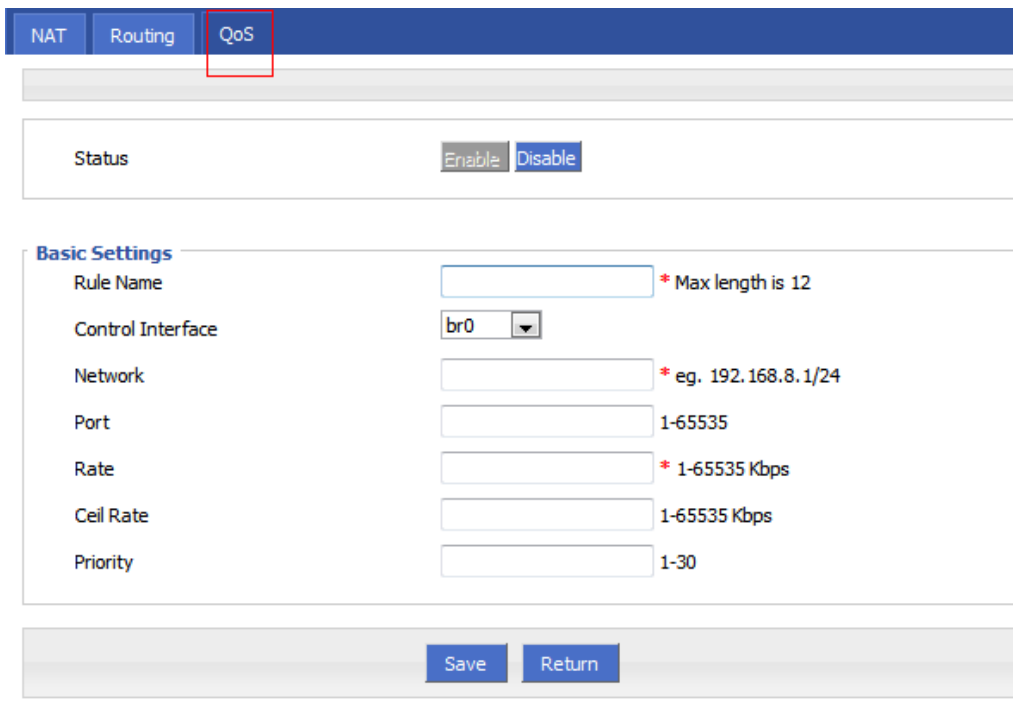 NAT Routing QoS
Status Enable Disable
Basic Settings
Rule Name * Max length is 12
Control Interface br0
Network * eg. 192.168.8.1/24
Port 1-65535
Rate * 1-65535 Kbps
Ceil Rate 1-65535 Kbps
Priority 1-30
Save Return